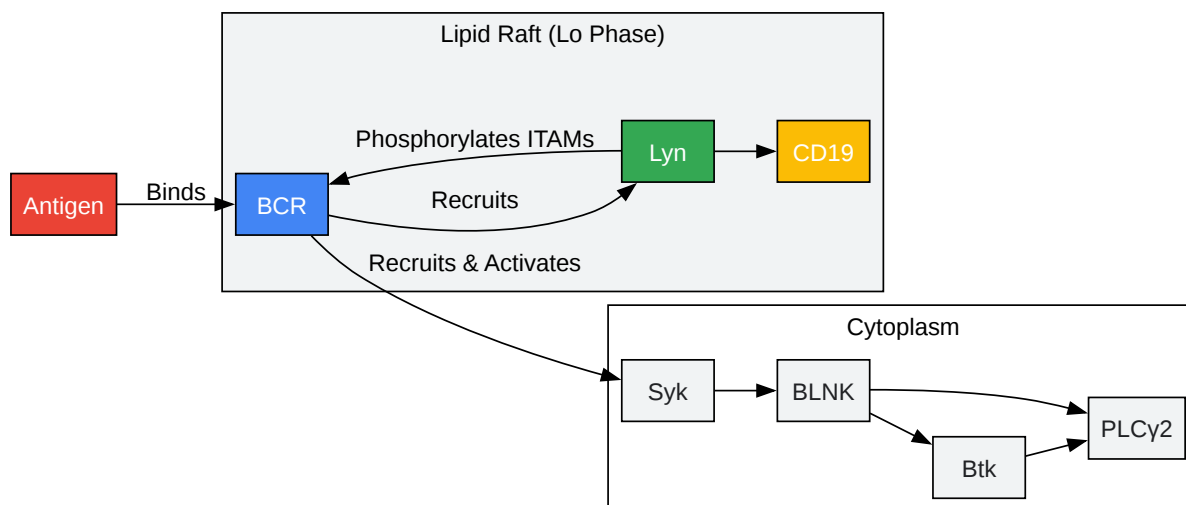 Lipid Raft (Lo Phase)
Phosphorylates ITAMs
Lyn
CD19
Antigen
Binds
BCR
Recruits
Recruits & Activates
Cytoplasm
Syk
BLNK
PLCγ2
Btk